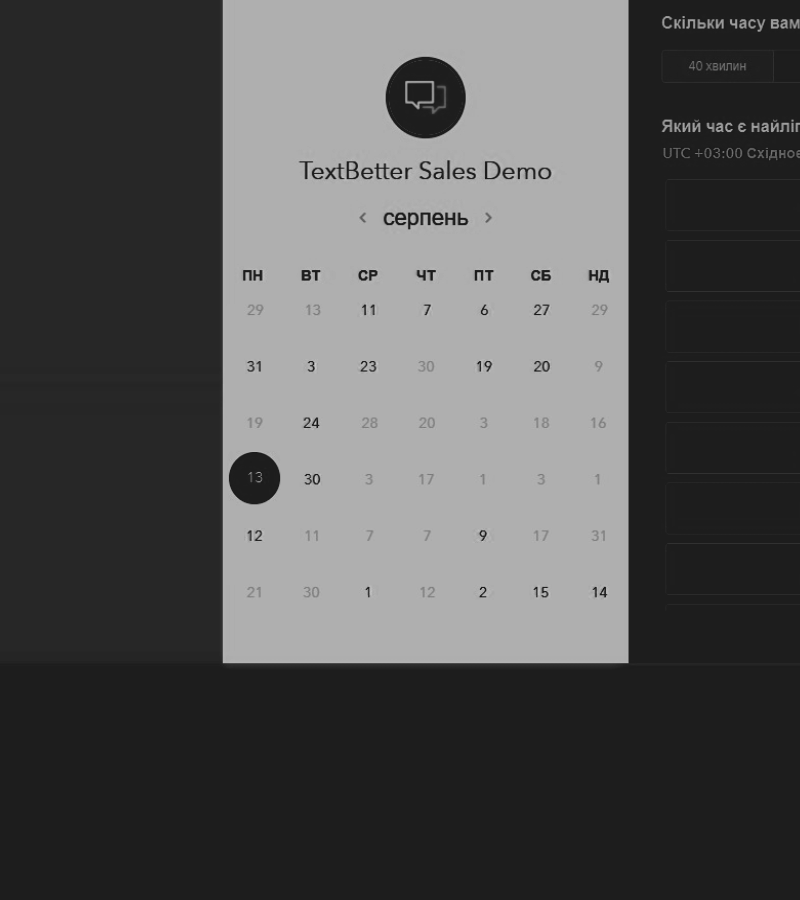 TextBetter Sales Demo
серпень
ПН ВТ СР ЧТ ПТ СБ НД
29 13 11 7 6 27 29
31 3 23 30 19 20 9
19 24 28 20 3 18 16
13 30 3 17 1 3 1
12 11 7 7 9 17 31
21 30 1 12 2 15 14
Скільки часу вам
40 хвилин
Який час є
UTC +03:00